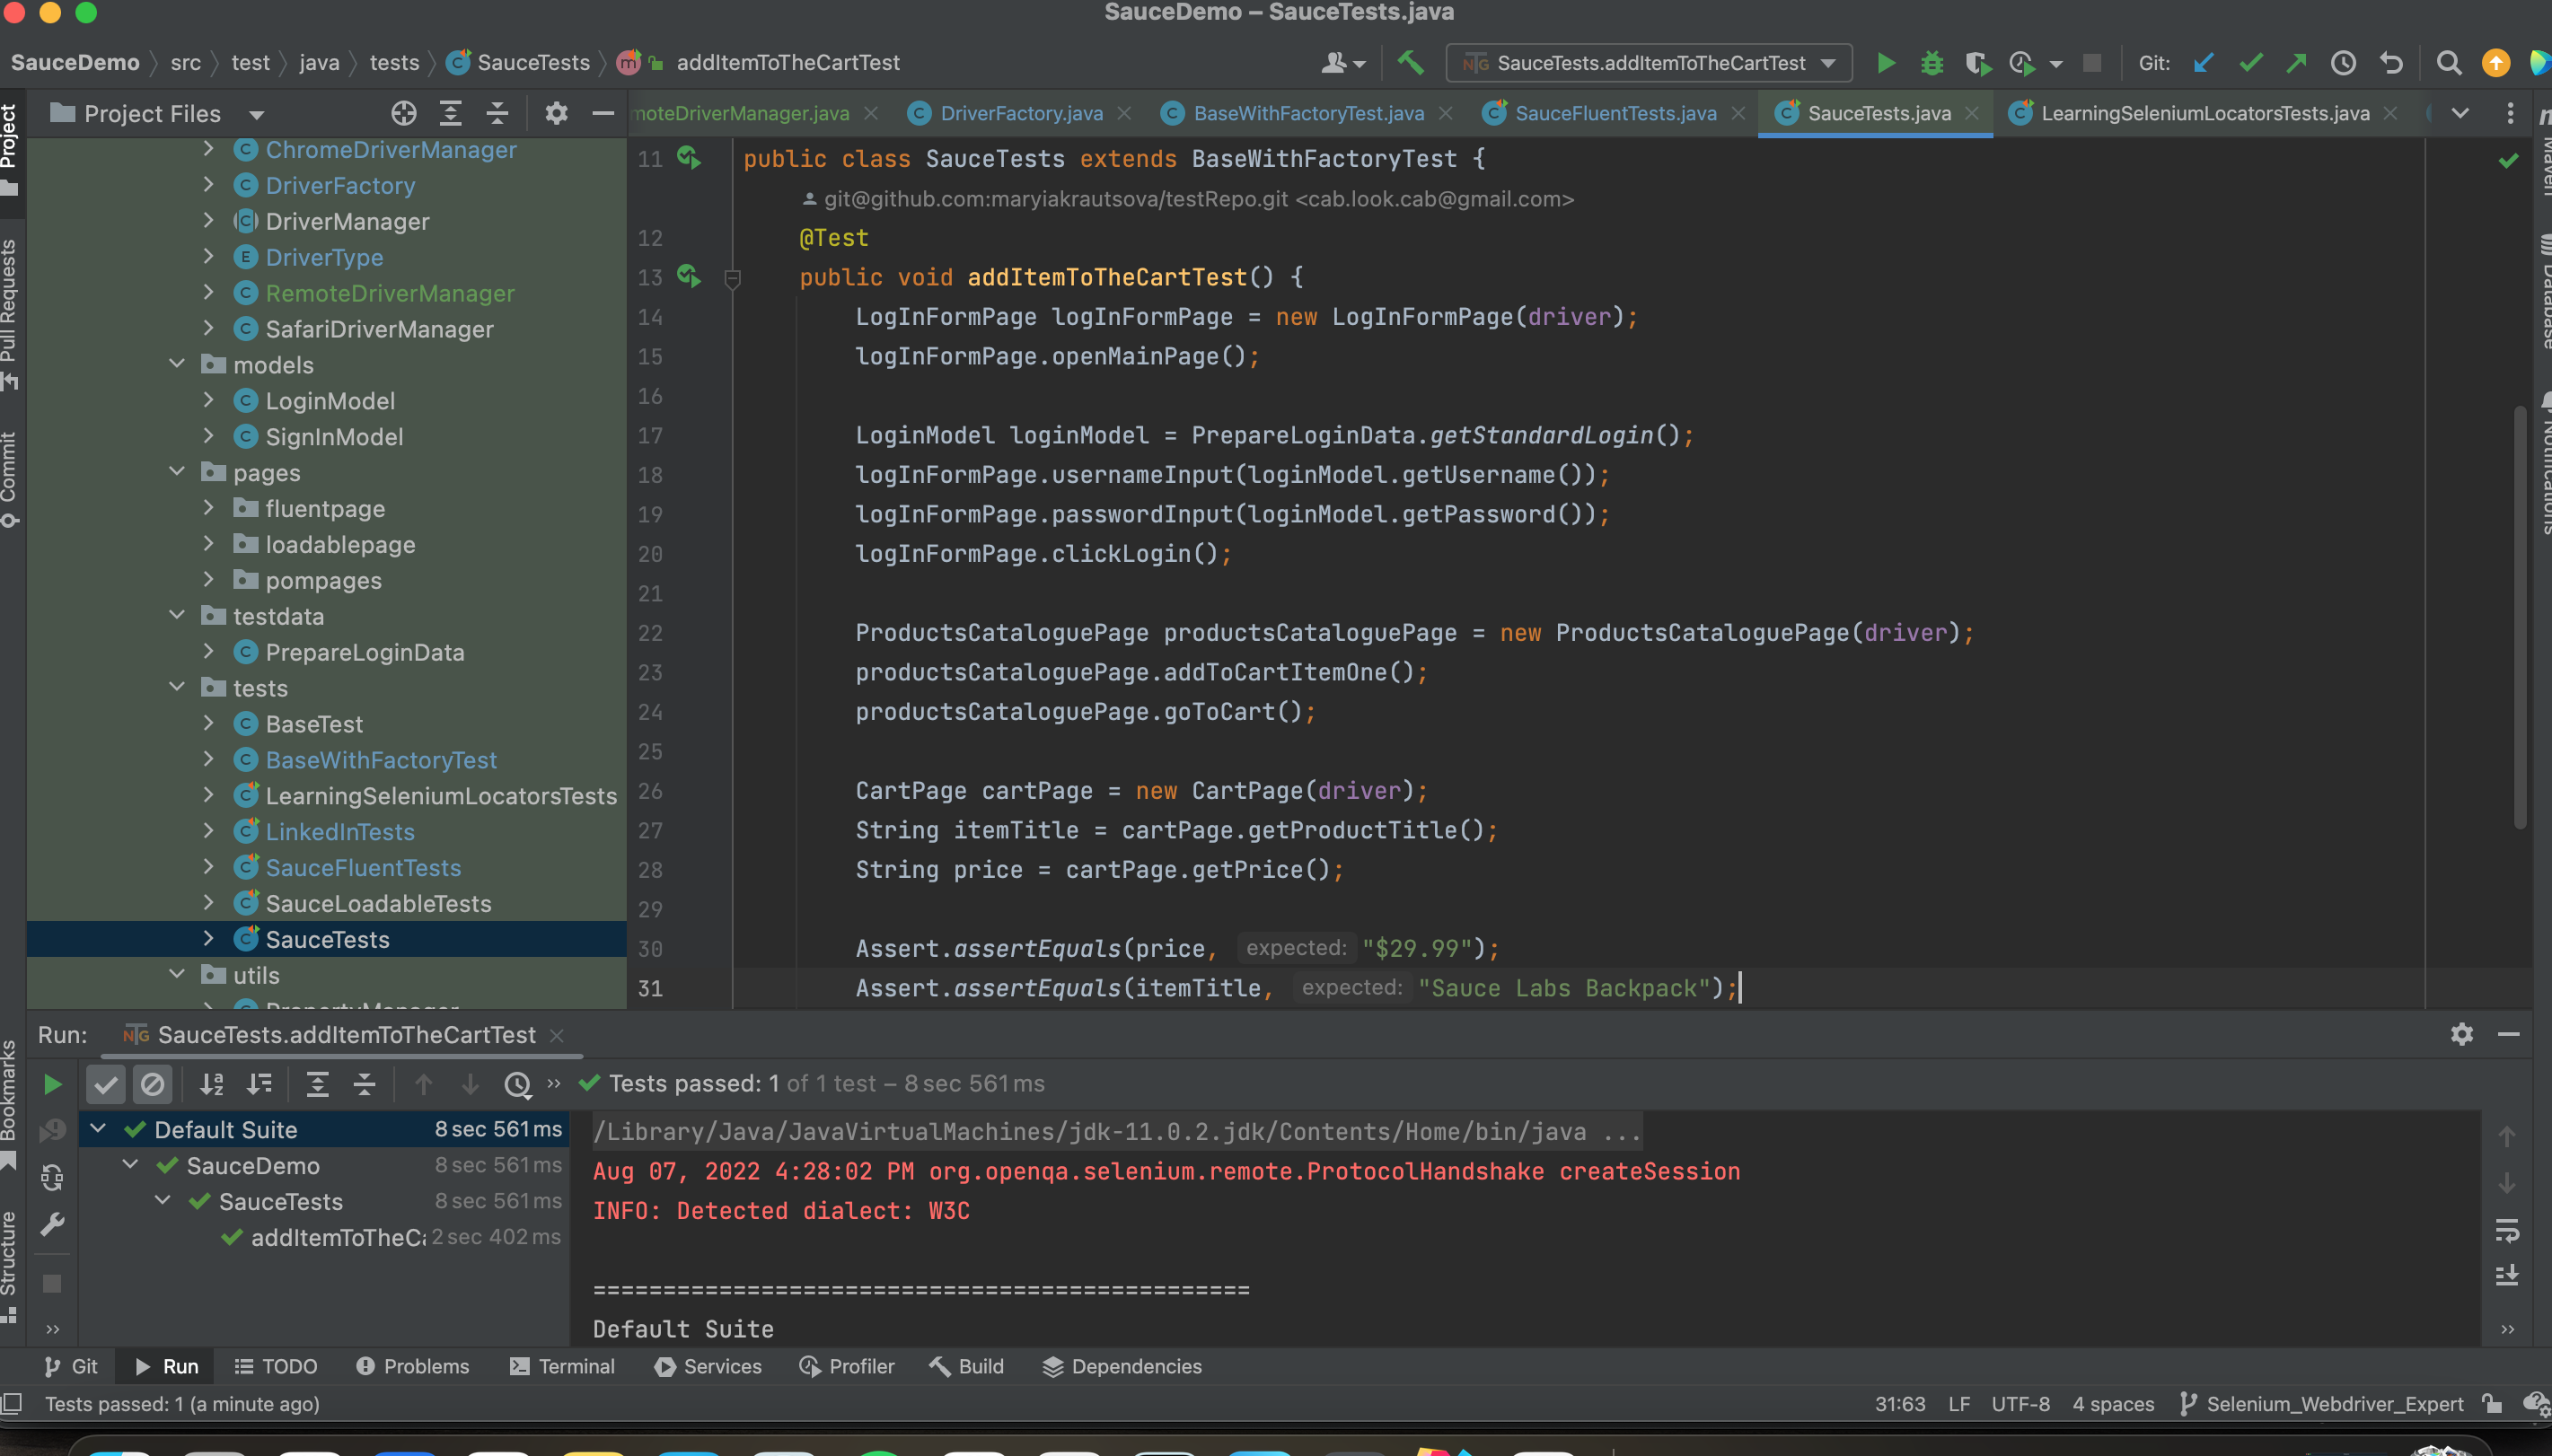 SauceDemo – SauceTests.java
SauceDemo src test java tests SauceTests addItemToTheCartTest
SauceTests.addItemToTheCartTest
Git:
Project Files
moteDriverManager.java DriverFactory.java BaseWithFactoryTest.java SauceFluentTests.java SauceTests.java LearningSeleniumLocatorsTests.java
Project
Pull Requests
Commit
Bookmarks
Structure
ChromeDriverManager
DriverFactory
DriverManager
DriverType
RemoteDriverManager
SafariDriverManager
models
LoginModel
SignInModel
pages
fluentpage
loadablepage
pompages
testdata
PrepareLoginData
tests
BaseTest
BaseWithFactoryTest
LearningSeleniumLocatorsTests
LinkedInTests
SauceFluentTests
SauceLoadableTests
SauceTests
utils
PropertyManager
11 public class SauceTests extends BaseWithFactoryTest {
git@github.com:maryiakrautsova/testRepo.git <cab.look.cab@gmail.com>
12 @Test
13 public void addItemToTheCartTest() {
14 LogInFormPage logInFormPage = new LogInFormPage(driver);
15 logInFormPage.openMainPage();
16
17 LoginModel loginModel = PrepareLoginData.getStandardLogin();
18 logInFormPage.usernameInput(loginModel.getUsername());
19 logInFormPage.passwordInput(loginModel.getPassword());
20 logInFormPage.clickLogin();
21
22 ProductsCataloguePage productsCataloguePage = new ProductsCataloguePage(driver);
23 productsCataloguePage.addToCartItemOne();
24 productsCataloguePage.goToCart();
25
26 CartPage cartPage = new CartPage(driver);
27 String itemTitle = cartPage.getProductTitle();
28 String price = cartPage.getPrice();
29
30 Assert.assertEquals(price, expected: "$29.99");
31 Assert.assertEquals(itemTitle, expected: "Sauce Labs Backpack");
Maven
Database
Notifications
Run: SauceTests.addItemToTheCartTest
Tests passed: 1 of 1 test – 8 sec 561 ms
Default Suite 8 sec 561 ms
SauceDemo 8 sec 561 ms
SauceTests 8 sec 561 ms
addItemToTheCa 2 sec 402 ms
/Library/Java/JavaVirtualMachines/jdk-11.0.2.jdk/Contents/Home/bin/java ...
Aug 07, 2022 4:28:02 PM org.openqa.selenium.remote.ProtocolHandshake createSession
INFO: Detected dialect: W3C
===============================================
Default Suite
Git Run TODO Problems Terminal Services Profiler Build Dependencies
Tests passed: 1 (a minute ago) 31:63 LF UTF-8 4 spaces Selenium_Webdriver_Expert